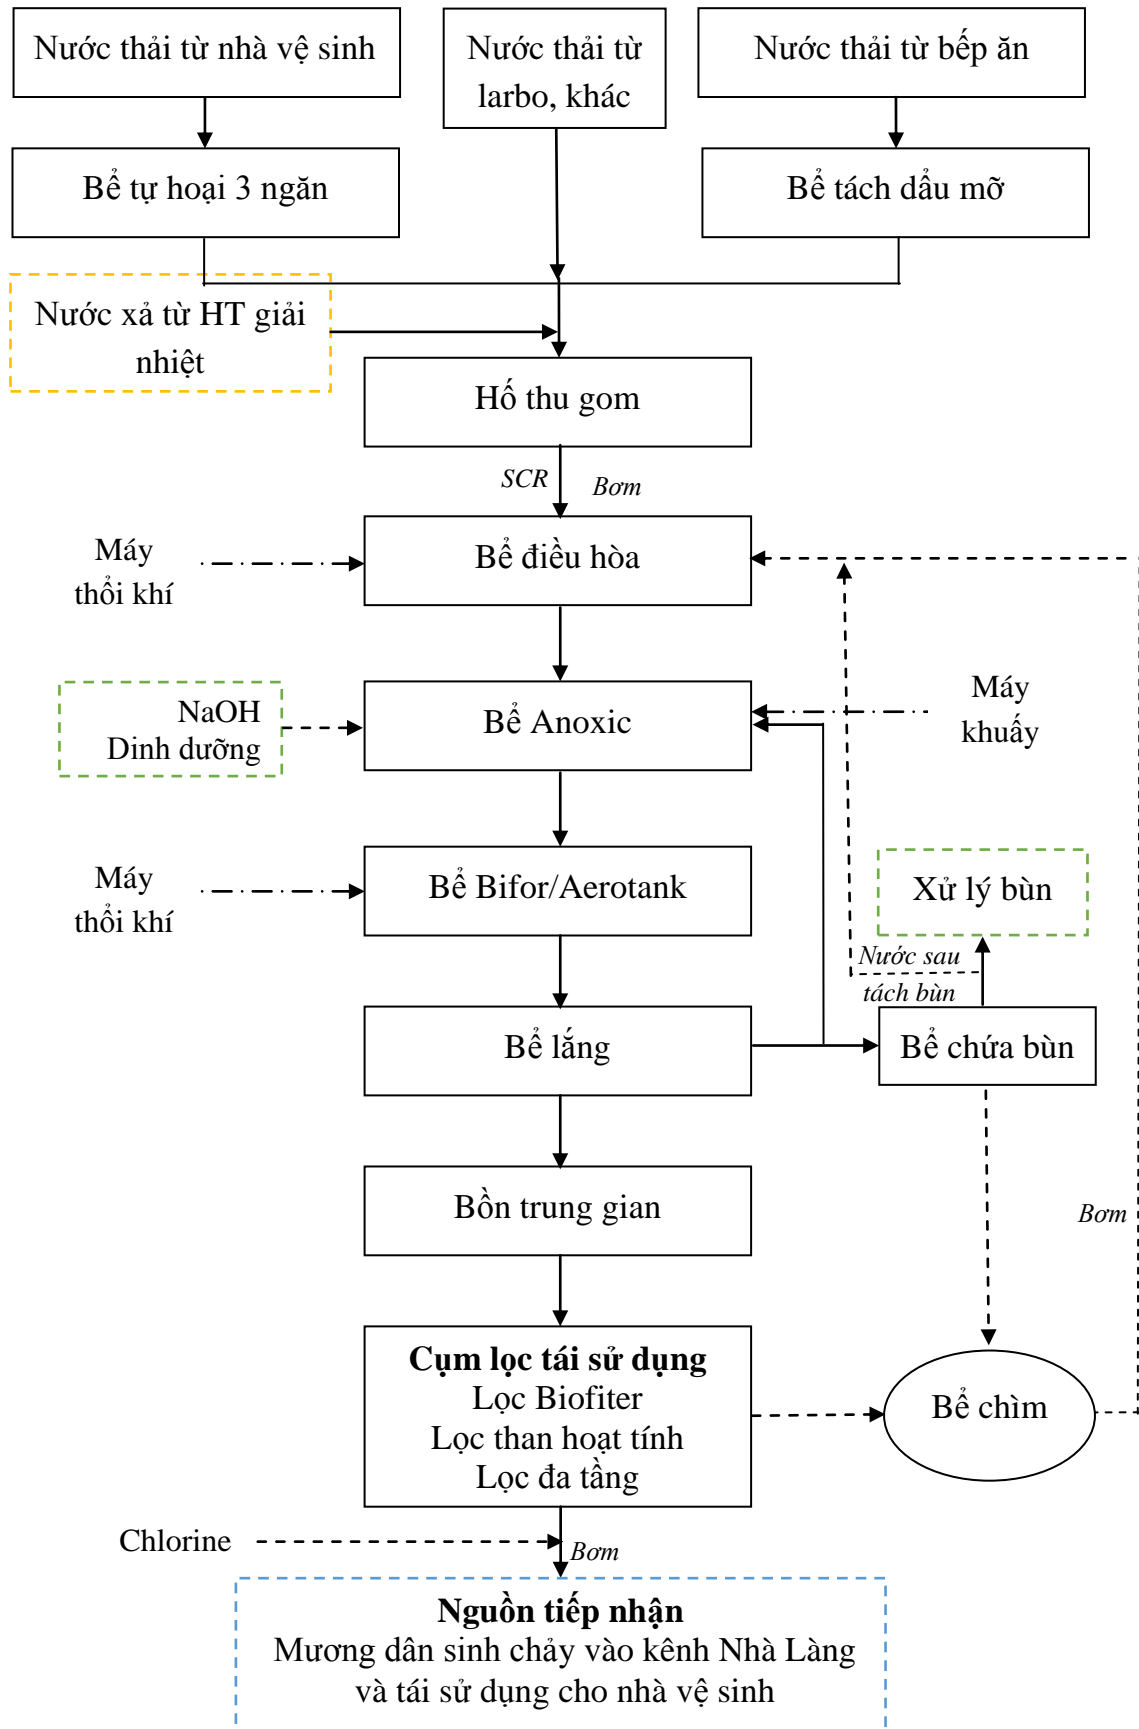 Nước thải từ nhà vệ sinh
Nước thải từ
larbo, khác
Nước thải từ bếp ăn
Bể tự hoại 3 ngăn
Bể tách dẩu mỡ
Nước xả từ HT giải
nhiệt
Hố thu gom
SCR
Bơm
Máy
thổi khí
Bể điều hòa
NaOH
Dinh dưỡng
Bể Anoxic
Máy
khuấy
Máy
thổi khí
Bể Bifor/Aerotank
Xử lý bùn
Nước sau
tách bùn
Bể lắng
Bể chứa bùn
Bồn trung gian
Bơm
Cụm lọc tái sử dụng
Lọc Biofiter
Lọc than hoạt tính
Lọc đa tầng
Bể chìm
Chlorine
Bơm
Nguồn tiếp nhận
Mương dân sinh chảy vào kênh Nhà Làng
và tái sử dụng cho nhà vệ sinh